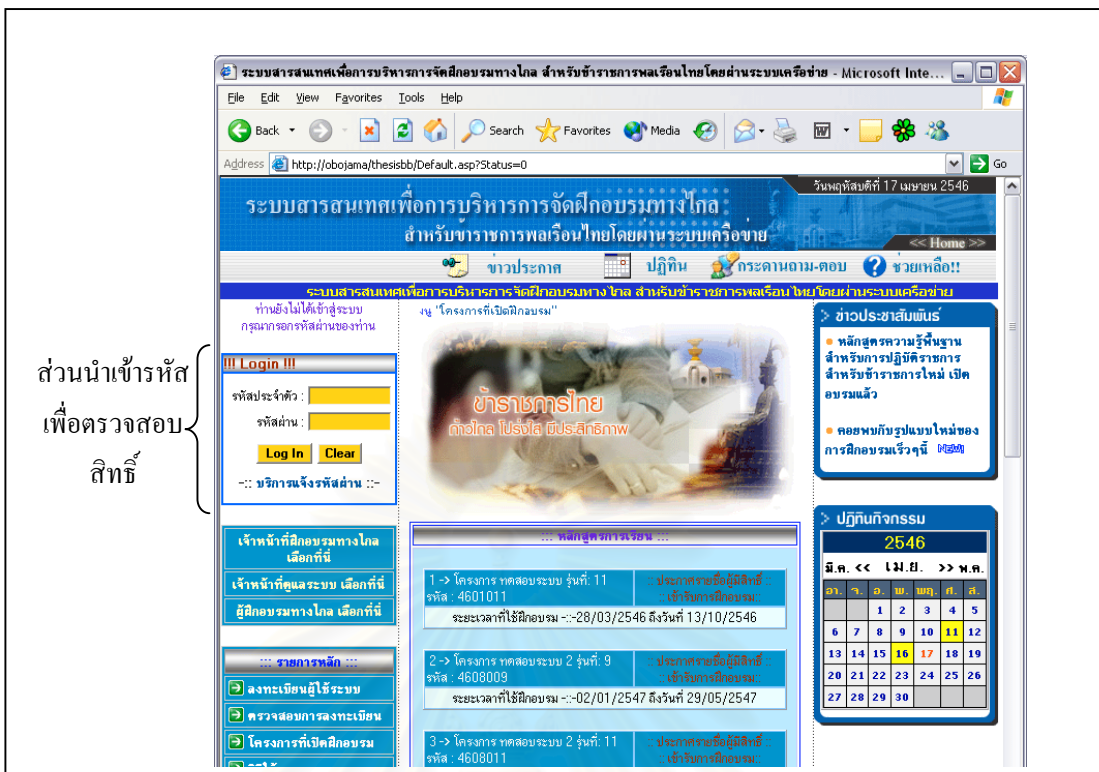 ระบบสารสนเทศเพื่อการบริหารการจัดฝึกอบรมทางไกล สำหรับข้าราชการพลเรือนไทยโดยผ่านระบบเครือข่าย - Microsoft Inte...
File Edit View Favorites Tools Help
Back Search Favorites Media
Address http://obojama/thesisbb/Default.asp?Status=0 Go
วันพฤหัสบดีที่ 17 เมษายน 2546
ระบบสารสนเทศเพื่อการบริหารการจัดฝึกอบรมทางไกล
สำหรับข้าราชการพลเรือนไทยโดยผ่านระบบเครือข่าย
<< Home >>
ข่าวประกาศ ปฏิทิน กระดานถาม-ตอบ ช่วยเหลือ!!
ระบบสารสนเทศเพื่อการบริหารการจัดฝึกอบรมทางไกล สำหรับข้าราชการพลเรือนไทยโดยผ่านระบบเครือข่าย
ท่านยังไม่ได้เข้าสู่ระบบ
กรุณากรอกรหัสผ่านของท่าน
ส่วนนำเข้ารหัส
เพื่อตรวจสอบ
สิทธิ์
!!! Login !!!
รหัสประจำตัว :
รหัสผ่าน :
Log In Clear
-:: บริการแจ้งรหัสผ่าน ::-
เจ้าหน้าที่ฝึกอบรมทางไกล
เลือกที่นี่
เจ้าหน้าที่ดูแลระบบ เลือกที่นี่
ผู้ฝึกอบรมทางไกล เลือกที่นี่
::: รายการหลัก :::
ลงทะเบียนผู้ใช้ระบบ
ตรวจสอบการลงทะเบียน
โครงการที่เปิดฝึกอบรม
"โครงการที่เปิดฝึกอบรม"
ข้าราชการไทย
ก้าวไกล โปร่งใส มีประสิทธิภาพ
::: หลักสูตรการเรียน :::
1 -> โครงการ ทดสอบระบบ รุ่นที่: 11
รหัส : 4601011
:: ประกาศรายชื่อผู้มีสิทธิ์ ::
:: เข้ารับการฝึกอบรม::
ระยะเวลาที่ใช้ฝึกอบรม -::-28/03/2546 ถึงวันที่ 13/10/2546
2 -> โครงการ ทดสอบระบบ 2 รุ่นที่: 9
รหัส : 4608009
:: ประกาศรายชื่อผู้มีสิทธิ์ ::
:: เข้ารับการฝึกอบรม::
ระยะเวลาที่ใช้ฝึกอบรม -::-02/01/2547 ถึงวันที่ 29/05/2547
3 -> โครงการ ทดสอบระบบ 2 รุ่นที่: 11
รหัส : 4608011
:: ประกาศรายชื่อผู้มีสิทธิ์ ::
:: เข้ารับการฝึกอบรม::
ข่าวประชาสัมพันธ์
หลักสูตรความรู้พื้นฐาน
สำหรับการปฏิบัติราชการ
สำหรับข้าราชการใหม่ เปิด
อบรมแล้ว
คอยพบกับรูปแบบใหม่ของ
การฝึกอบรมเร็วๆนี้ NEW!
ปฏิทินกิจกรรม
2546
มี.ค. << เม.ย. >> พ.ค.
อา. จ. อ. พ. พฤ. ศ. ส.
1 2 3 4 5
6 7 8 9 10 11 12
13 14 15 16 17 18 19
20 21 22 23 24 25 26
27 28 29 30